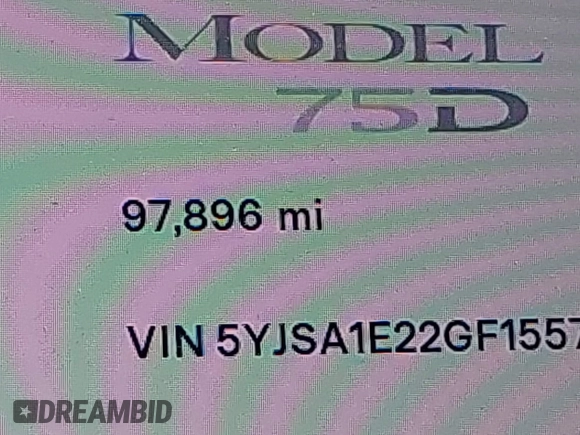 MODEL
75D
97,896 mi
VIN 5YJSA1E22GF1557
DREAMBID